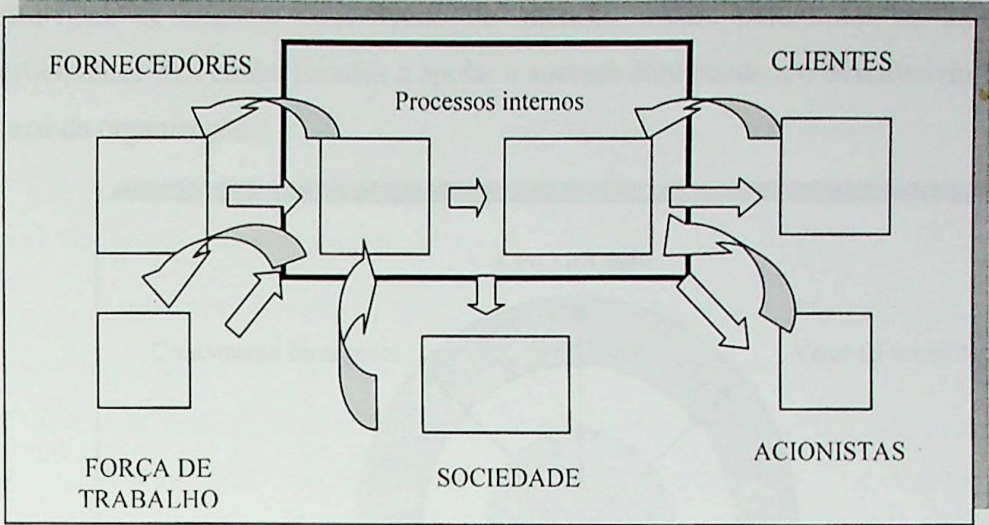 FORNECEDORES
CLIENTES
Processos internos
FORÇA DE
TRABALHO
SOCIEDADE
ACIONISTAS